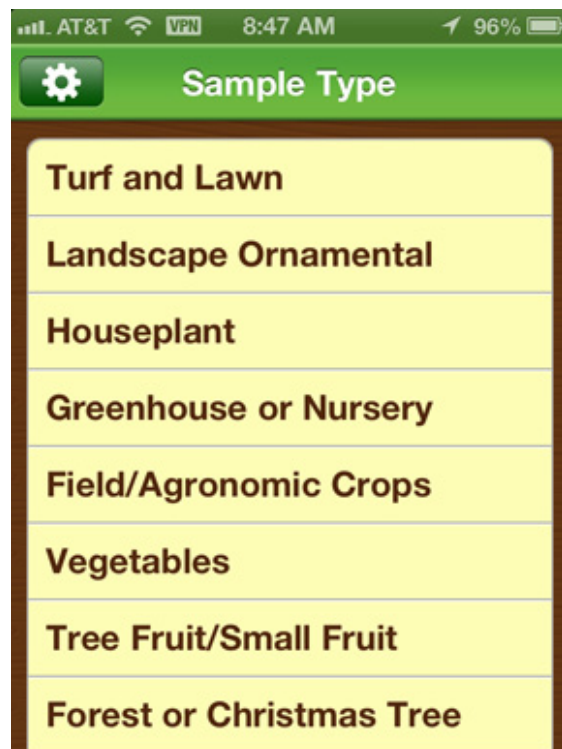 AT&T VPN 8:47 AM 96%
Sample Type
Turf and Lawn
Landscape Ornamental
Houseplant
Greenhouse or Nursery
Field/Agronomic Crops
Vegetables
Tree Fruit/Small Fruit
Forest or Christmas Tree